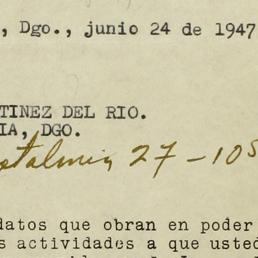 , Dgo., junio 24 de 1947
TINEZ DEL RIO.
IA, DGO.
27-10
datos que obran en poder
s actividades a que usted